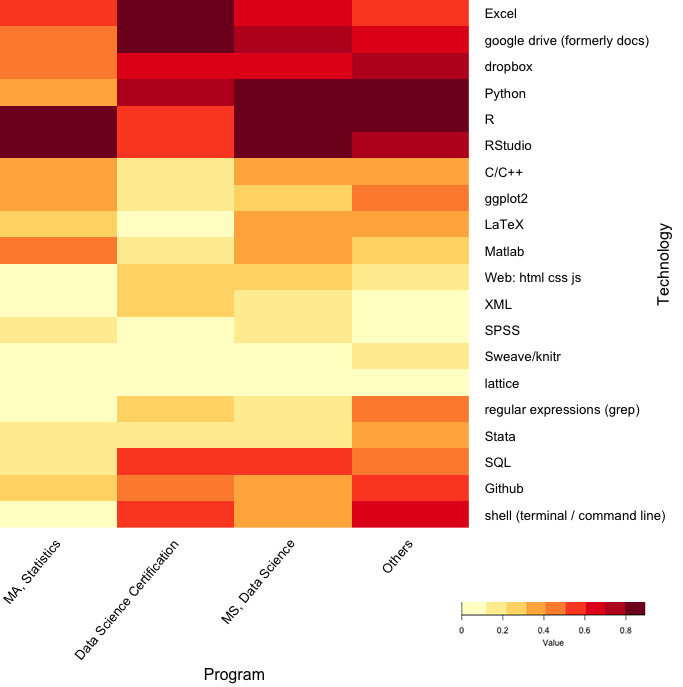 Excel
google drive (formerly docs)
dropbox
Python
R
RStudio
C/C++
ggplot2
LaTeX
Matlab
Web: html css js
XML
SPSS
Sweave/knitr
lattice
regular expressions (grep)
Stata
SQL
Github
shell (terminal / command line)
Technology
MA, Statistics
Data Science Certification
MS, Data Science
Others
Program
0 0.2 0.4 0.6 0.8
Value